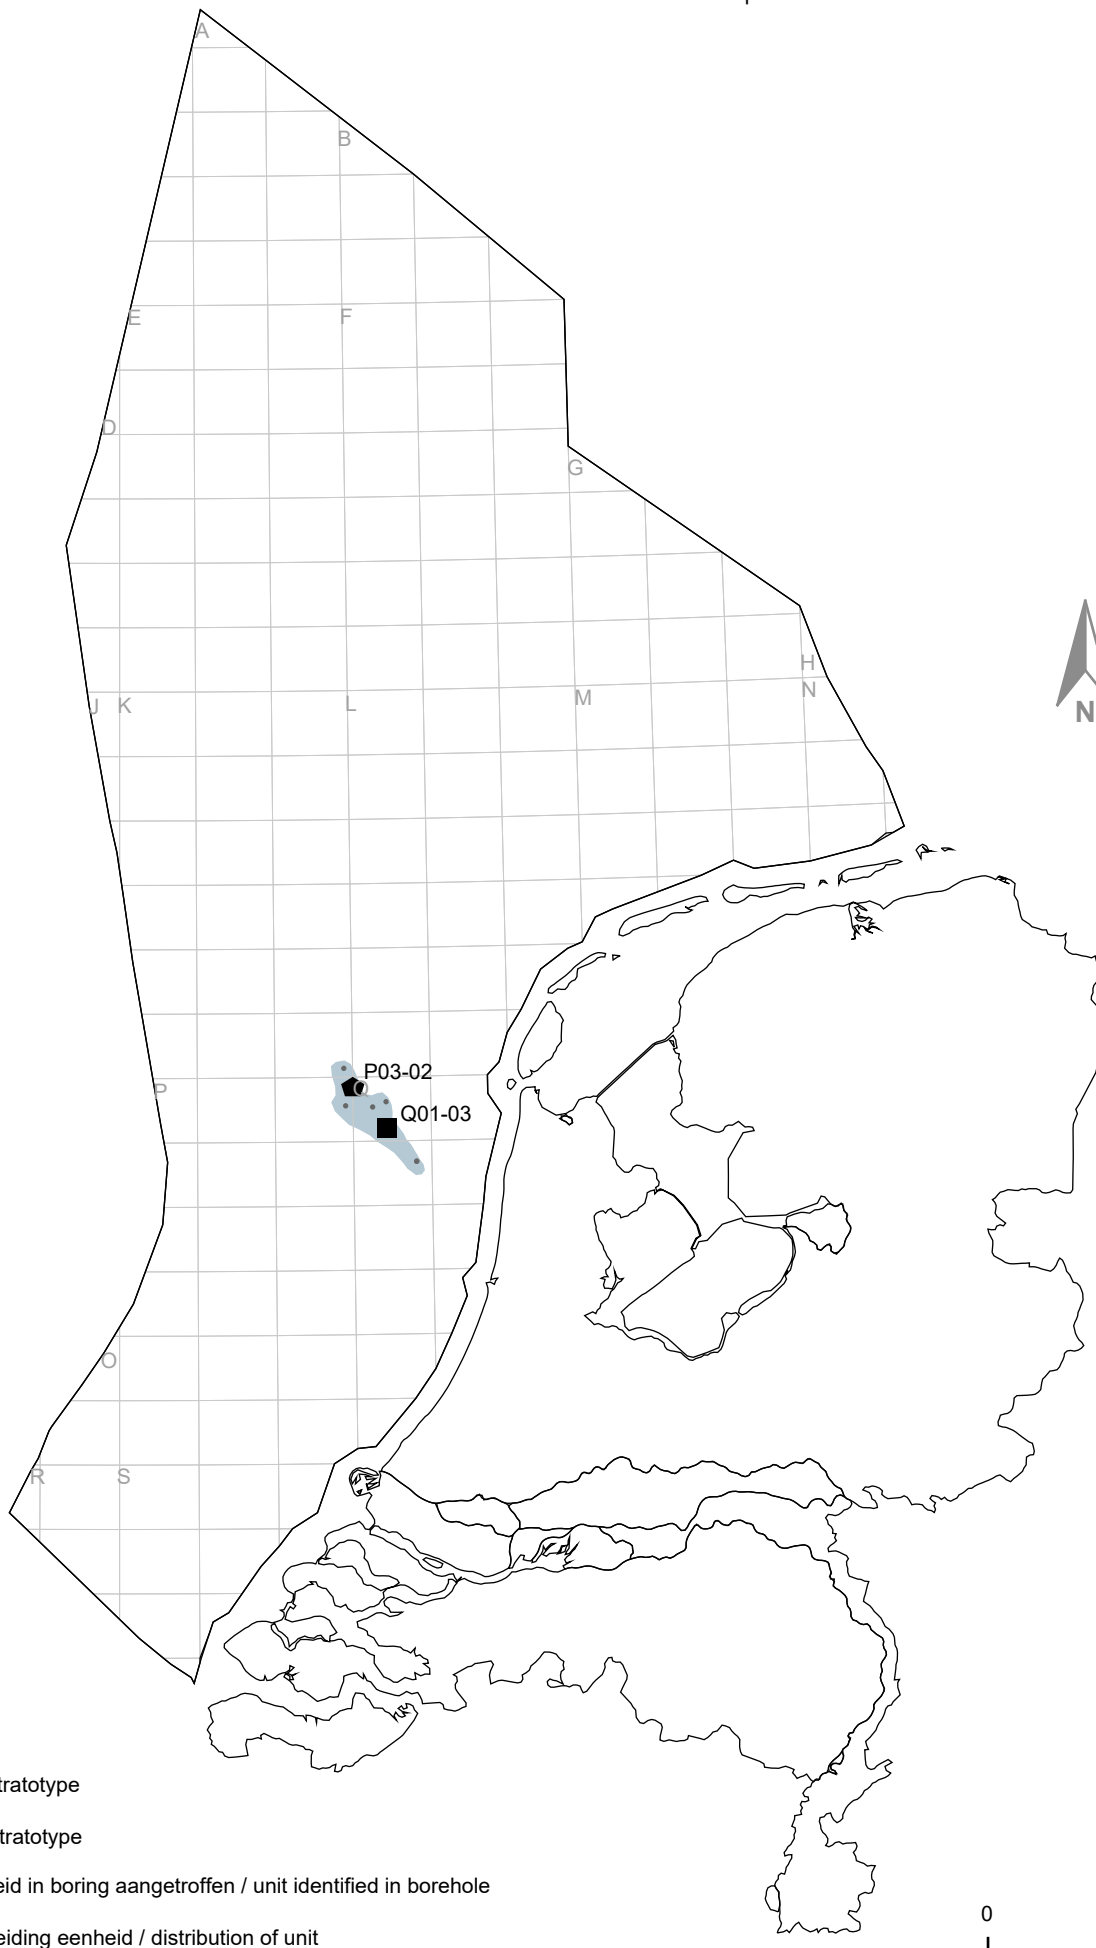 A
B
E
F
D
G
H
J K
L
M
N
N
P03-02
P
Q
Q01-03
O
R
S
tratotype
tratotype
eid in boring aangetroffen / unit identified in borehole
0
eiding eenheid / distribution of unit